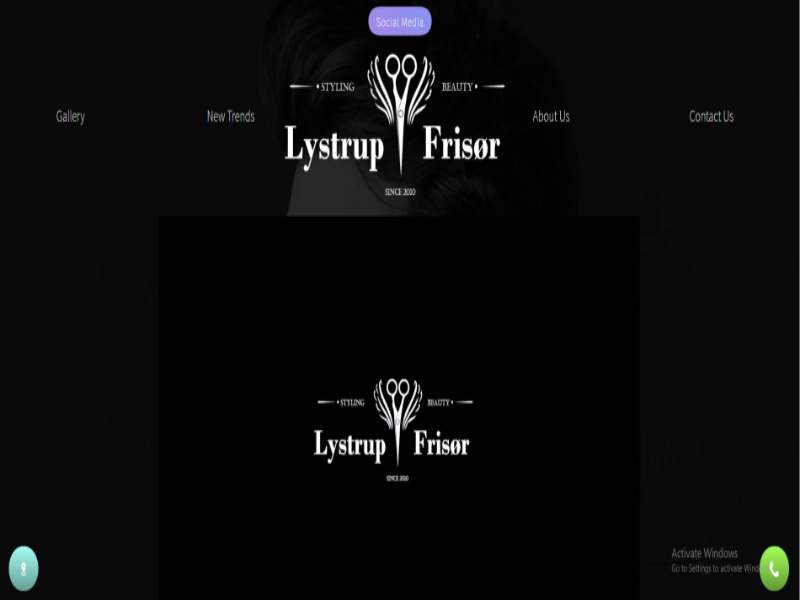 Social Media
STYLING
BEAUTY
Gallery
New Trends
About Us
Contact Us
Lystrup Frisør
SINCE 2010
STYLING
BEAUTY
Lystrup Frisør
SINCE 2010
Activate Windows
Go to Settings to activate Wind